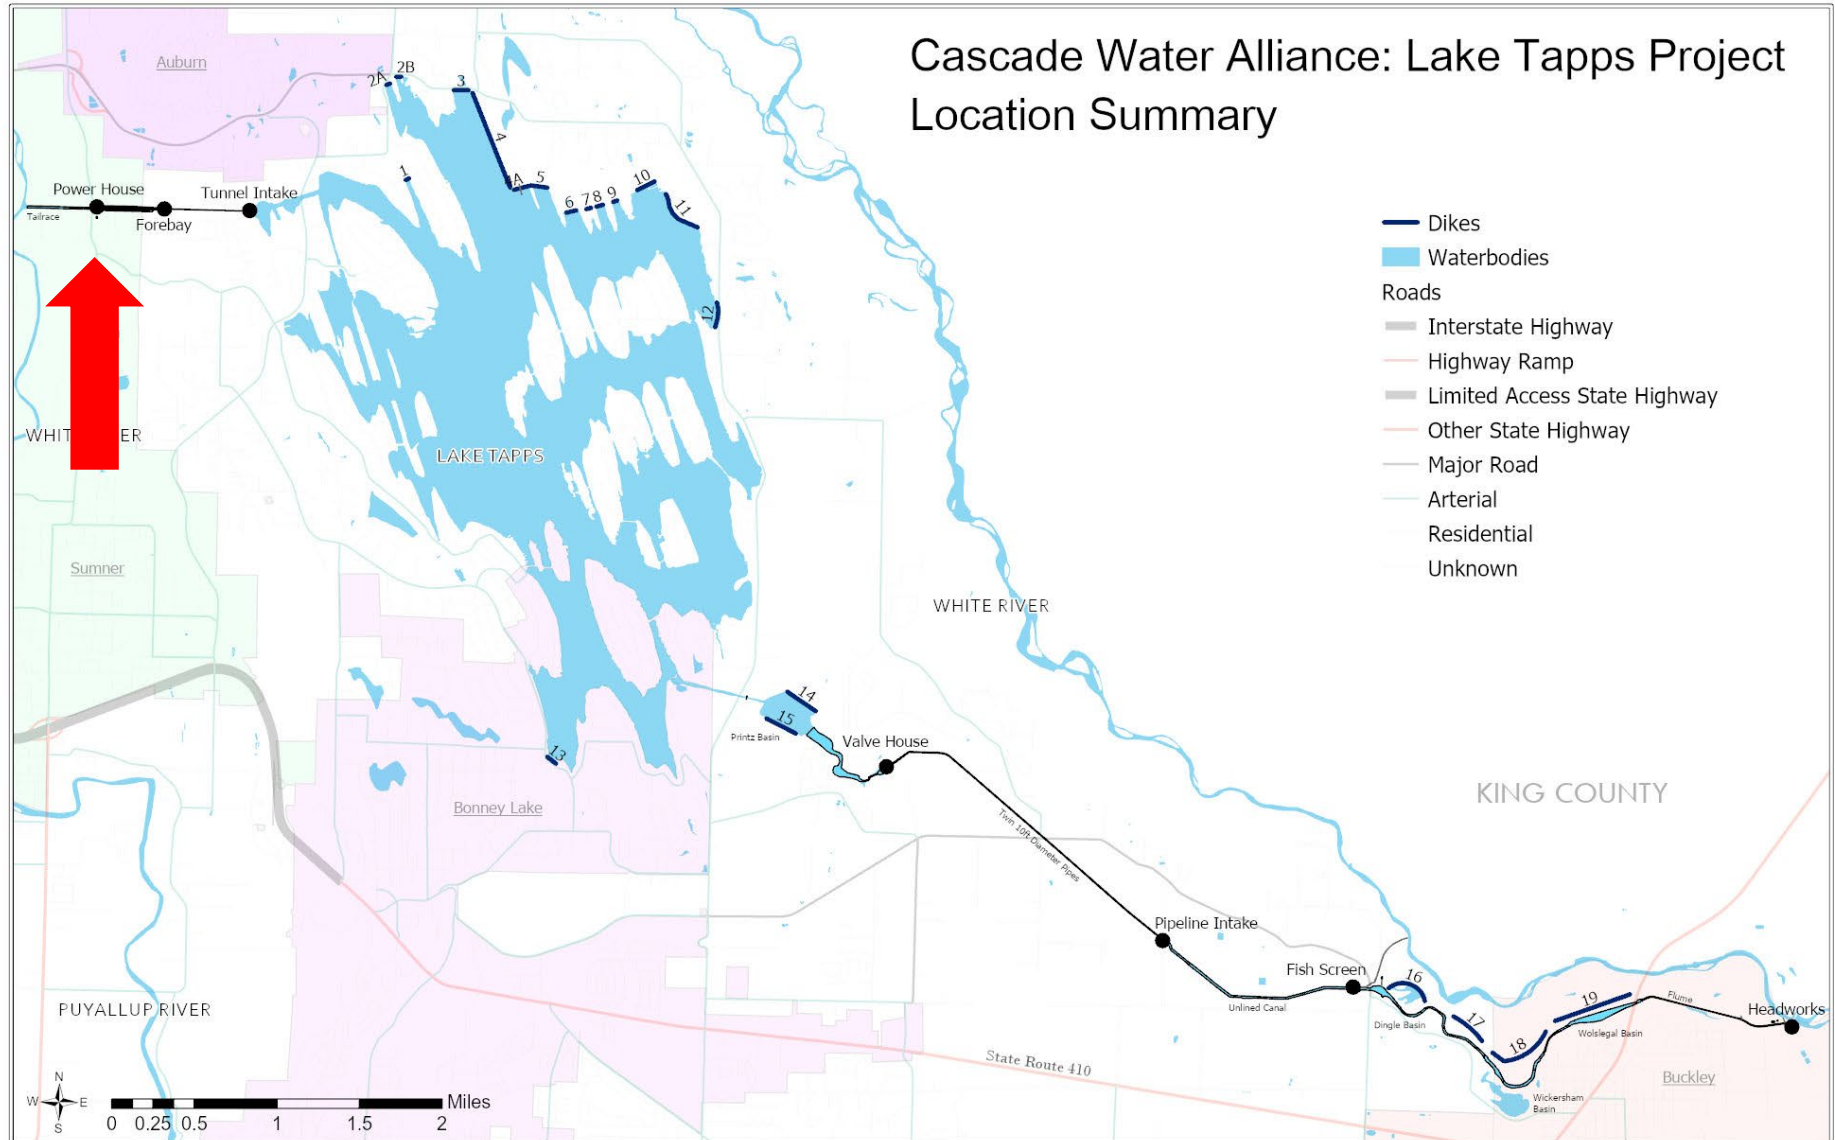 Cascade Water Alliance: Lake Tapps Project
Location Summary
Auburn
2A
2B
3
4
4A
5
1
6
7
8
9
10
11
12
Power House
Tunnel Intake
Tailrace
Forebay
Dikes
Waterbodies
Roads
Interstate Highway
Highway Ramp
Limited Access State Highway
Other State Highway
Major Road
Arterial
Residential
Unknown
LAKE TAPPS
Sumner
WHITE RIVER
14
15
Printz Basin
Valve House
13
Bonney Lake
KING COUNTY
Twin 10ft Diameter Pipes
Pipeline Intake
Fish Screen
16
Unlined Canal
Dingle Basin
17
18
19
Flume
Wolslegal Basin
Headworks
PUYALLUP RIVER
State Route 410
Buckley
Wickersham
Basin
N
W
E
S
Miles
0 0.25 0.5 1 1.5 2